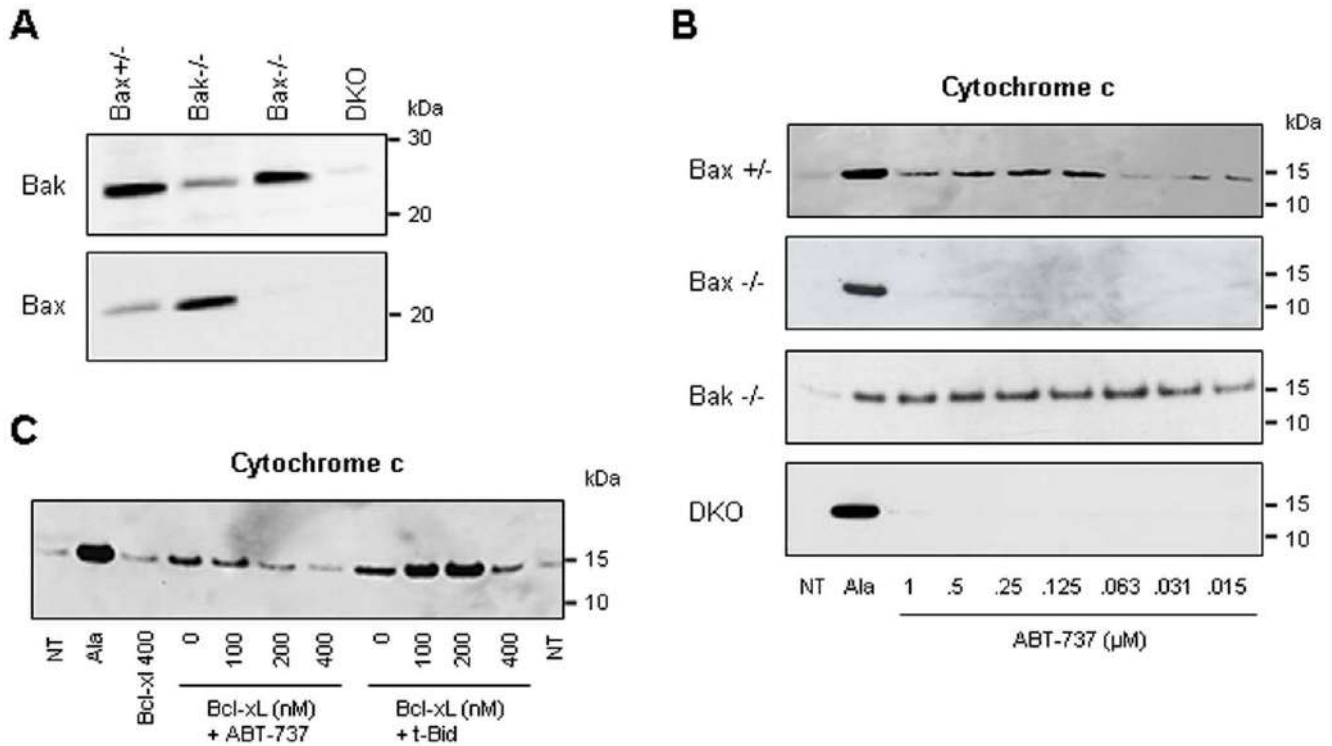 A
Bax+/-
Bak-/-
Bax-/-
DKO
kDa
Bak
30
20
Bax
20
B
Cytochrome c
kDa
Bax +/-
15
10
Bax -/-
15
10
Bak -/-
15
10
DKO
15
10
NT Ala 1 .5 .25 .125 .063 .031 .015
ABT-737 (µM)
C
Cytochrome c
kDa
15
10
NT
Ala
Bcl-xl 400
0
100
200
400
0
100
200
400
NT
Bcl-xL (nM)
+ ABT-737
Bcl-xL (nM)
+ t-Bid